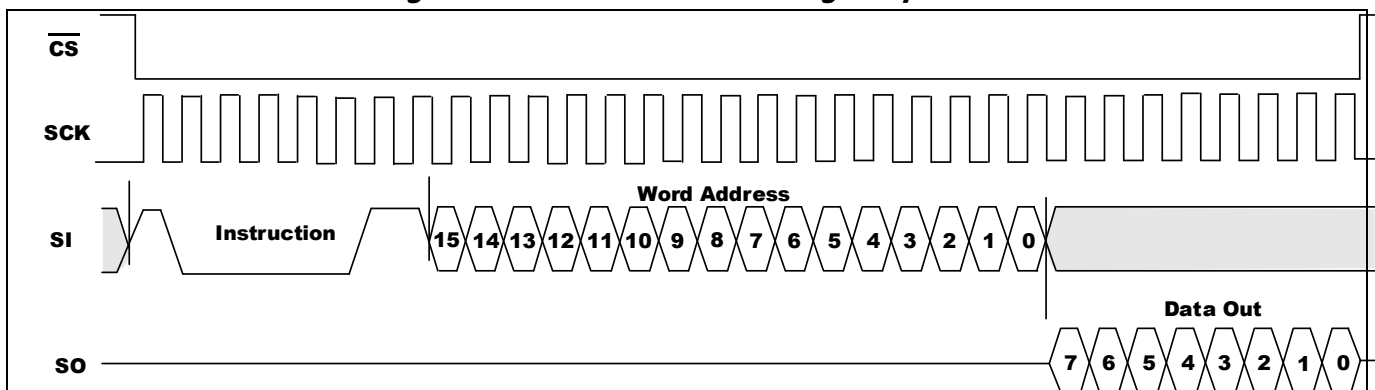 CS
SCK
Word Address
SI Instruction 15 14 13 12 11 10 9 8 7 6 5 4 3 2 1 0
Data Out
SO 7 6 5 4 3 2 1 0